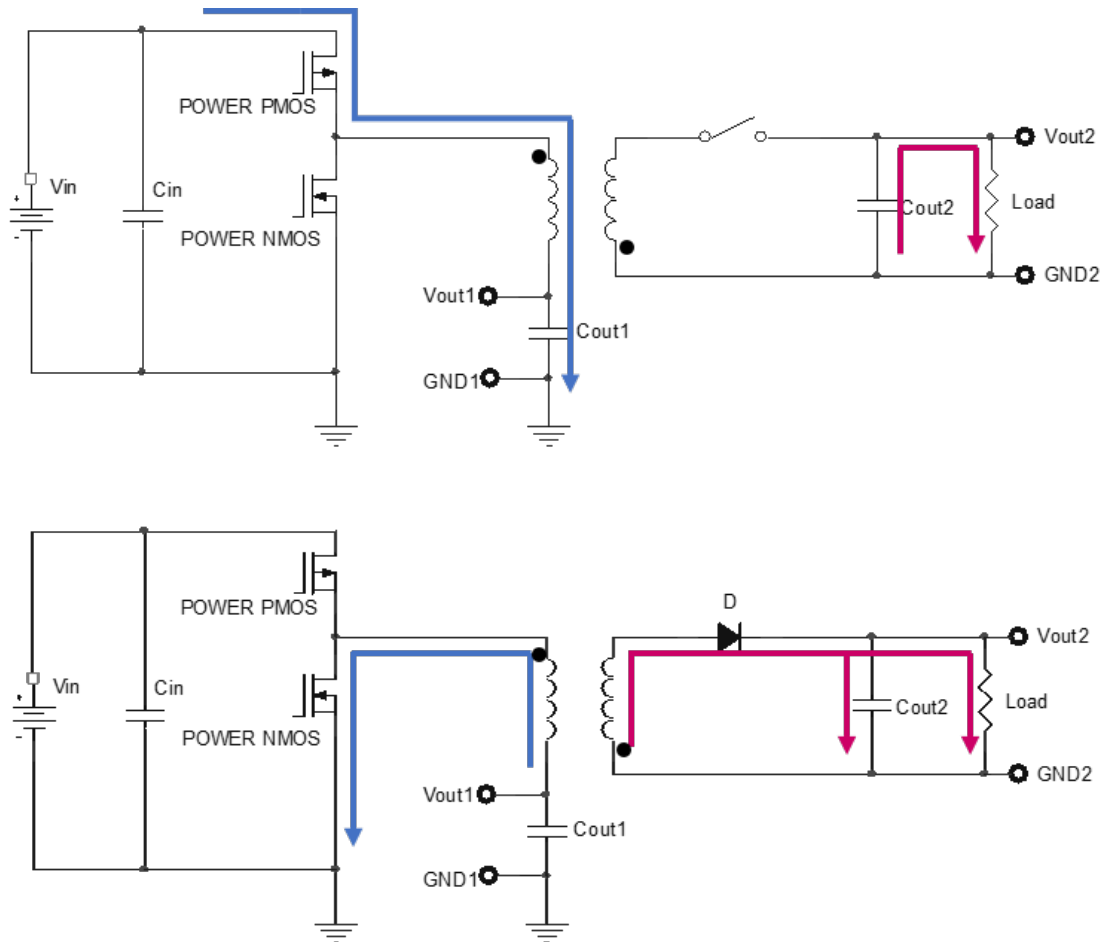 POWER PMOS
Vin
Cin
POWER NMOS
Vout1
Cout1
GND1
Vout2
Cout2
Load
GND2
+
-
POWER PMOS
D
Vin
Cin
POWER NMOS
Vout1
Cout1
GND1
Vout2
Cout2
Load
GND2
+
-